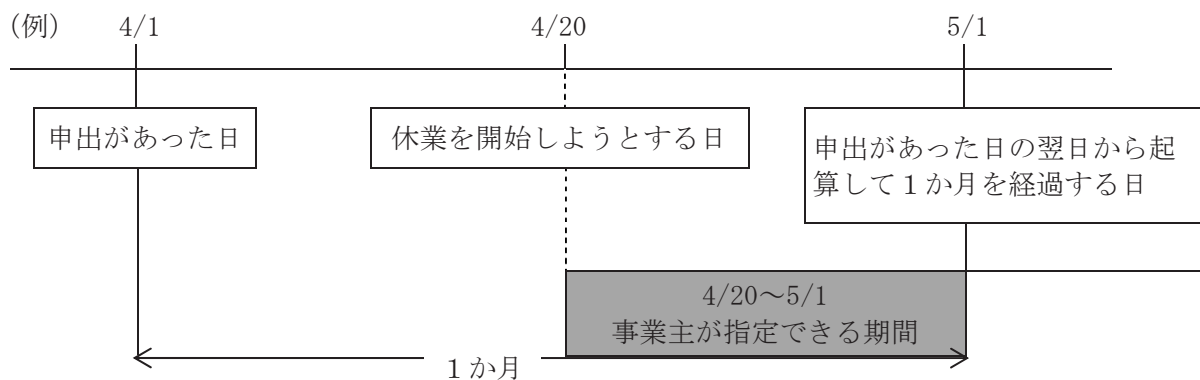 (例)
4/1
4/20
5/1
申出があった日
休業を開始しようとする日
申出があった日の翌日から起
算して１か月を経過する日
4/20～5/1
事業主が指定できる期間
１か月